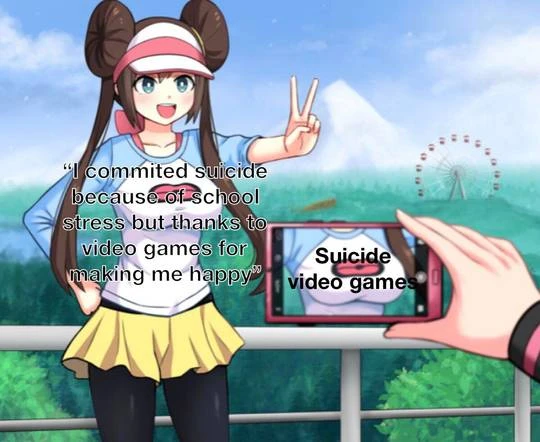 “I commited suicide
because of school
stress but thanks to
video games for
making me happy”
Suicide
video games